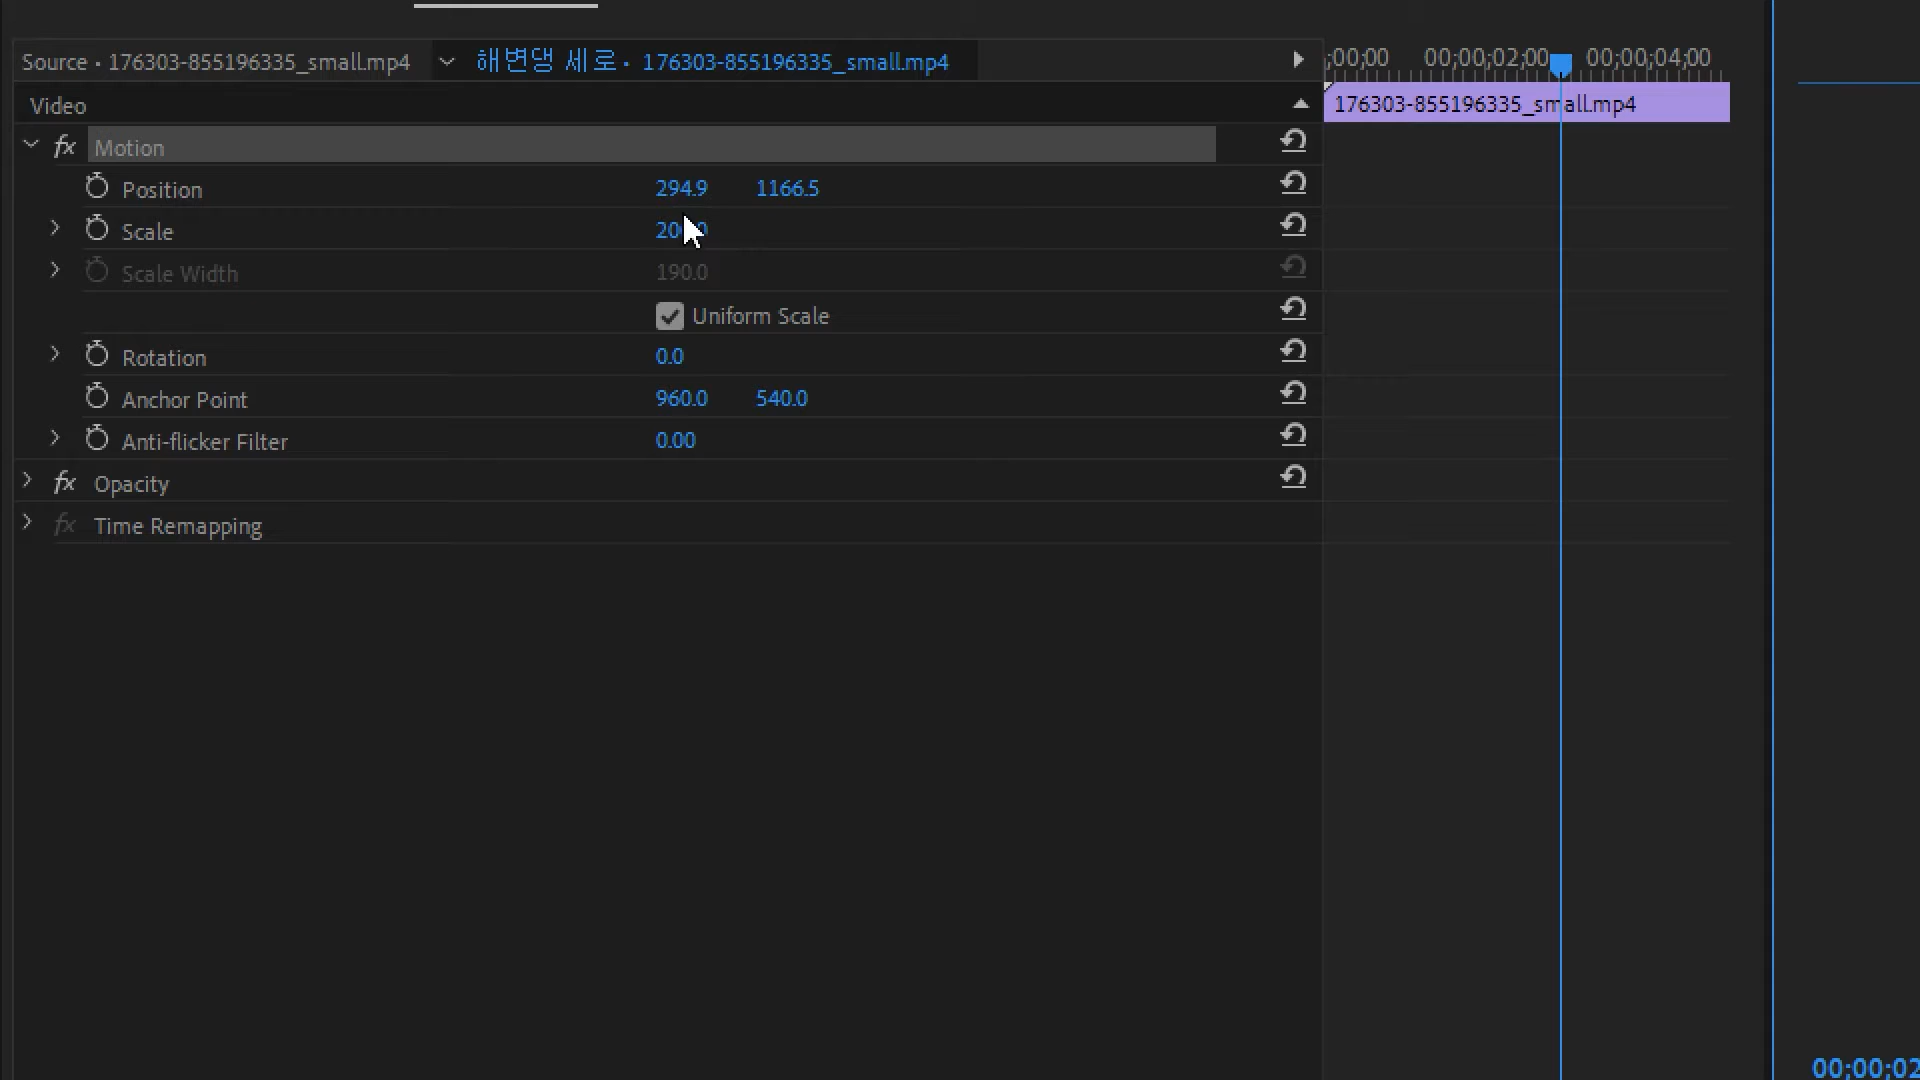 Source · 176303-855196335_small.mp4 해변댕 세로 · 176303-855196335_small.mp4
;00;00 00;00;02;00 00;00;04;00
Video
176303-855196335_small.mp4
fx Motion
Position 294.9 1166.5
Scale
Scale Width 190.0
Uniform Scale
Rotation 0.0
Anchor Point 960.0 540.0
Anti-flicker Filter 0.00
fx Opacity
fx Time Remapping
00;00;02